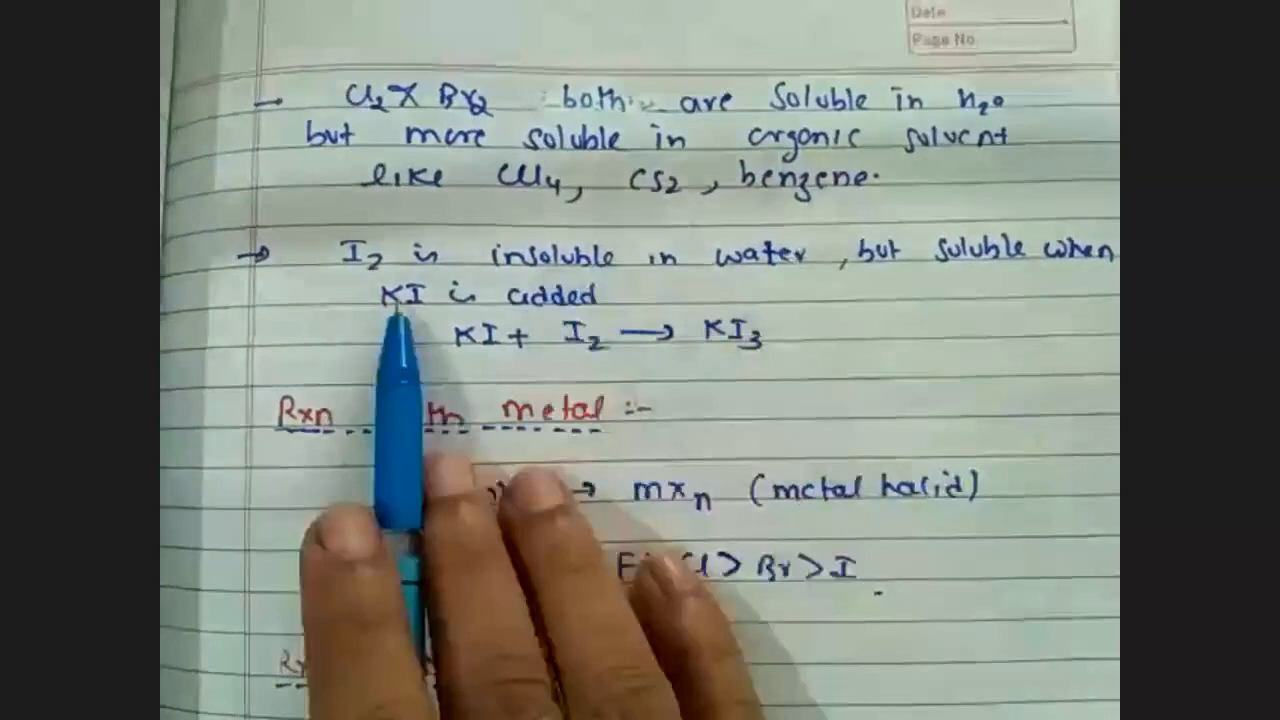 Date
Page No
→ Cl2 X Br2 both are soluble in H2O
but more soluble in organic solvent
like CCl4, CS2, benzene.
→ I2 is insoluble in water, but soluble when
KI is added
KI + I2 → KI3
Rxn th metal :-
→ mxn (metal halid)
F Cl > Br > I